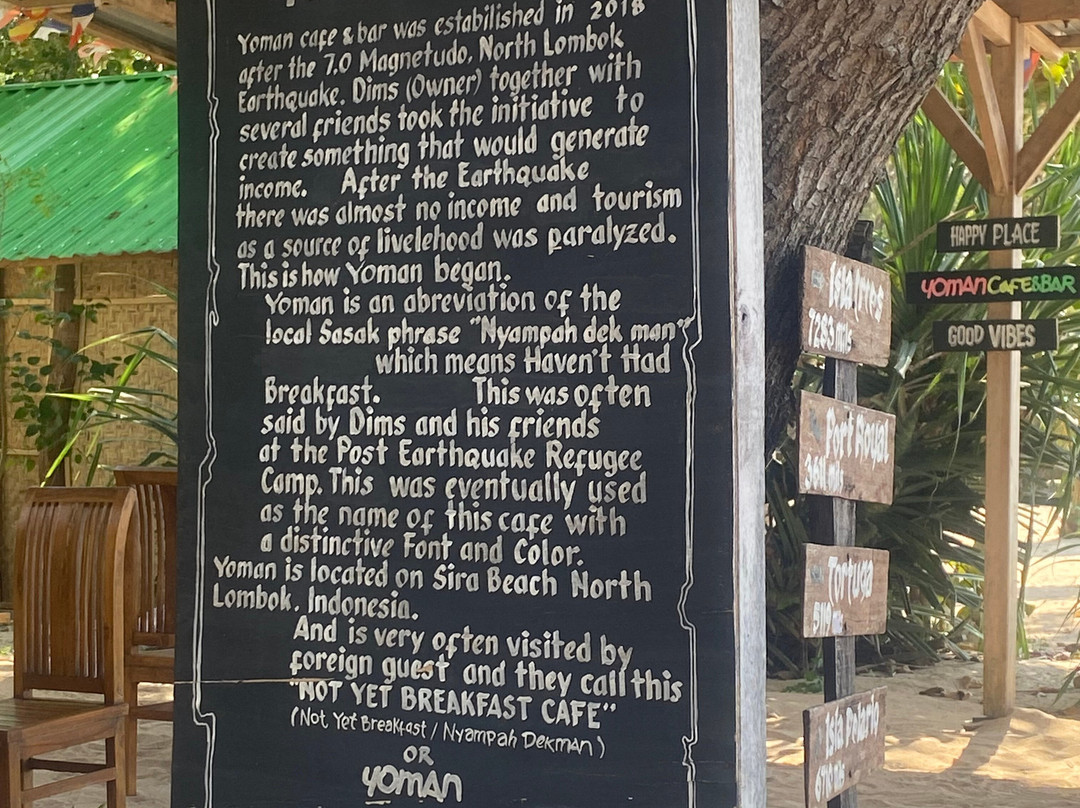 Yoman cafe & bar was estabilished in 2018
after the 7.0 Magnetudo, North Lombok
Earthquake. Dims (Owner) together with
several friends took the initiative to
create something that would generate
income. After the Earthquake
there was almost no income and tourism
as a source of livelehood was paralyzed.
This is how Yoman began.
Yoman is an abreviation of the
local Sasak phrase "Nyampah dek man"
which means Haven't Had
Breakfast. This was often
said by Dims and his friends
at the Post Earthquake Refugee
Camp. This was eventually used
as the name of this cafe with
a distinctive Font and Color.
Yoman is located on Sira Beach North
Lombok. Indonesia.
And is very often visited by
foreign guest and they call this
"NOT YET BREAKFAST CAFE"
(Not Yet Breakfast / Nyampah Dekman)
OR
YOMAN
HAPPY PLACE
YOMAN CAFE&BAR
GOOD VIBES
Isla
Port Royal
Tortuga
Isla